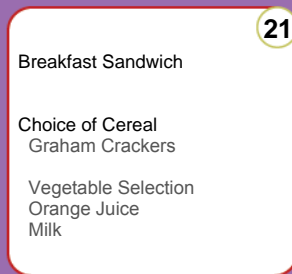 21
Breakfast Sandwich
Choice of Cereal
Graham Crackers
Vegetable Selection
Orange Juice
Milk